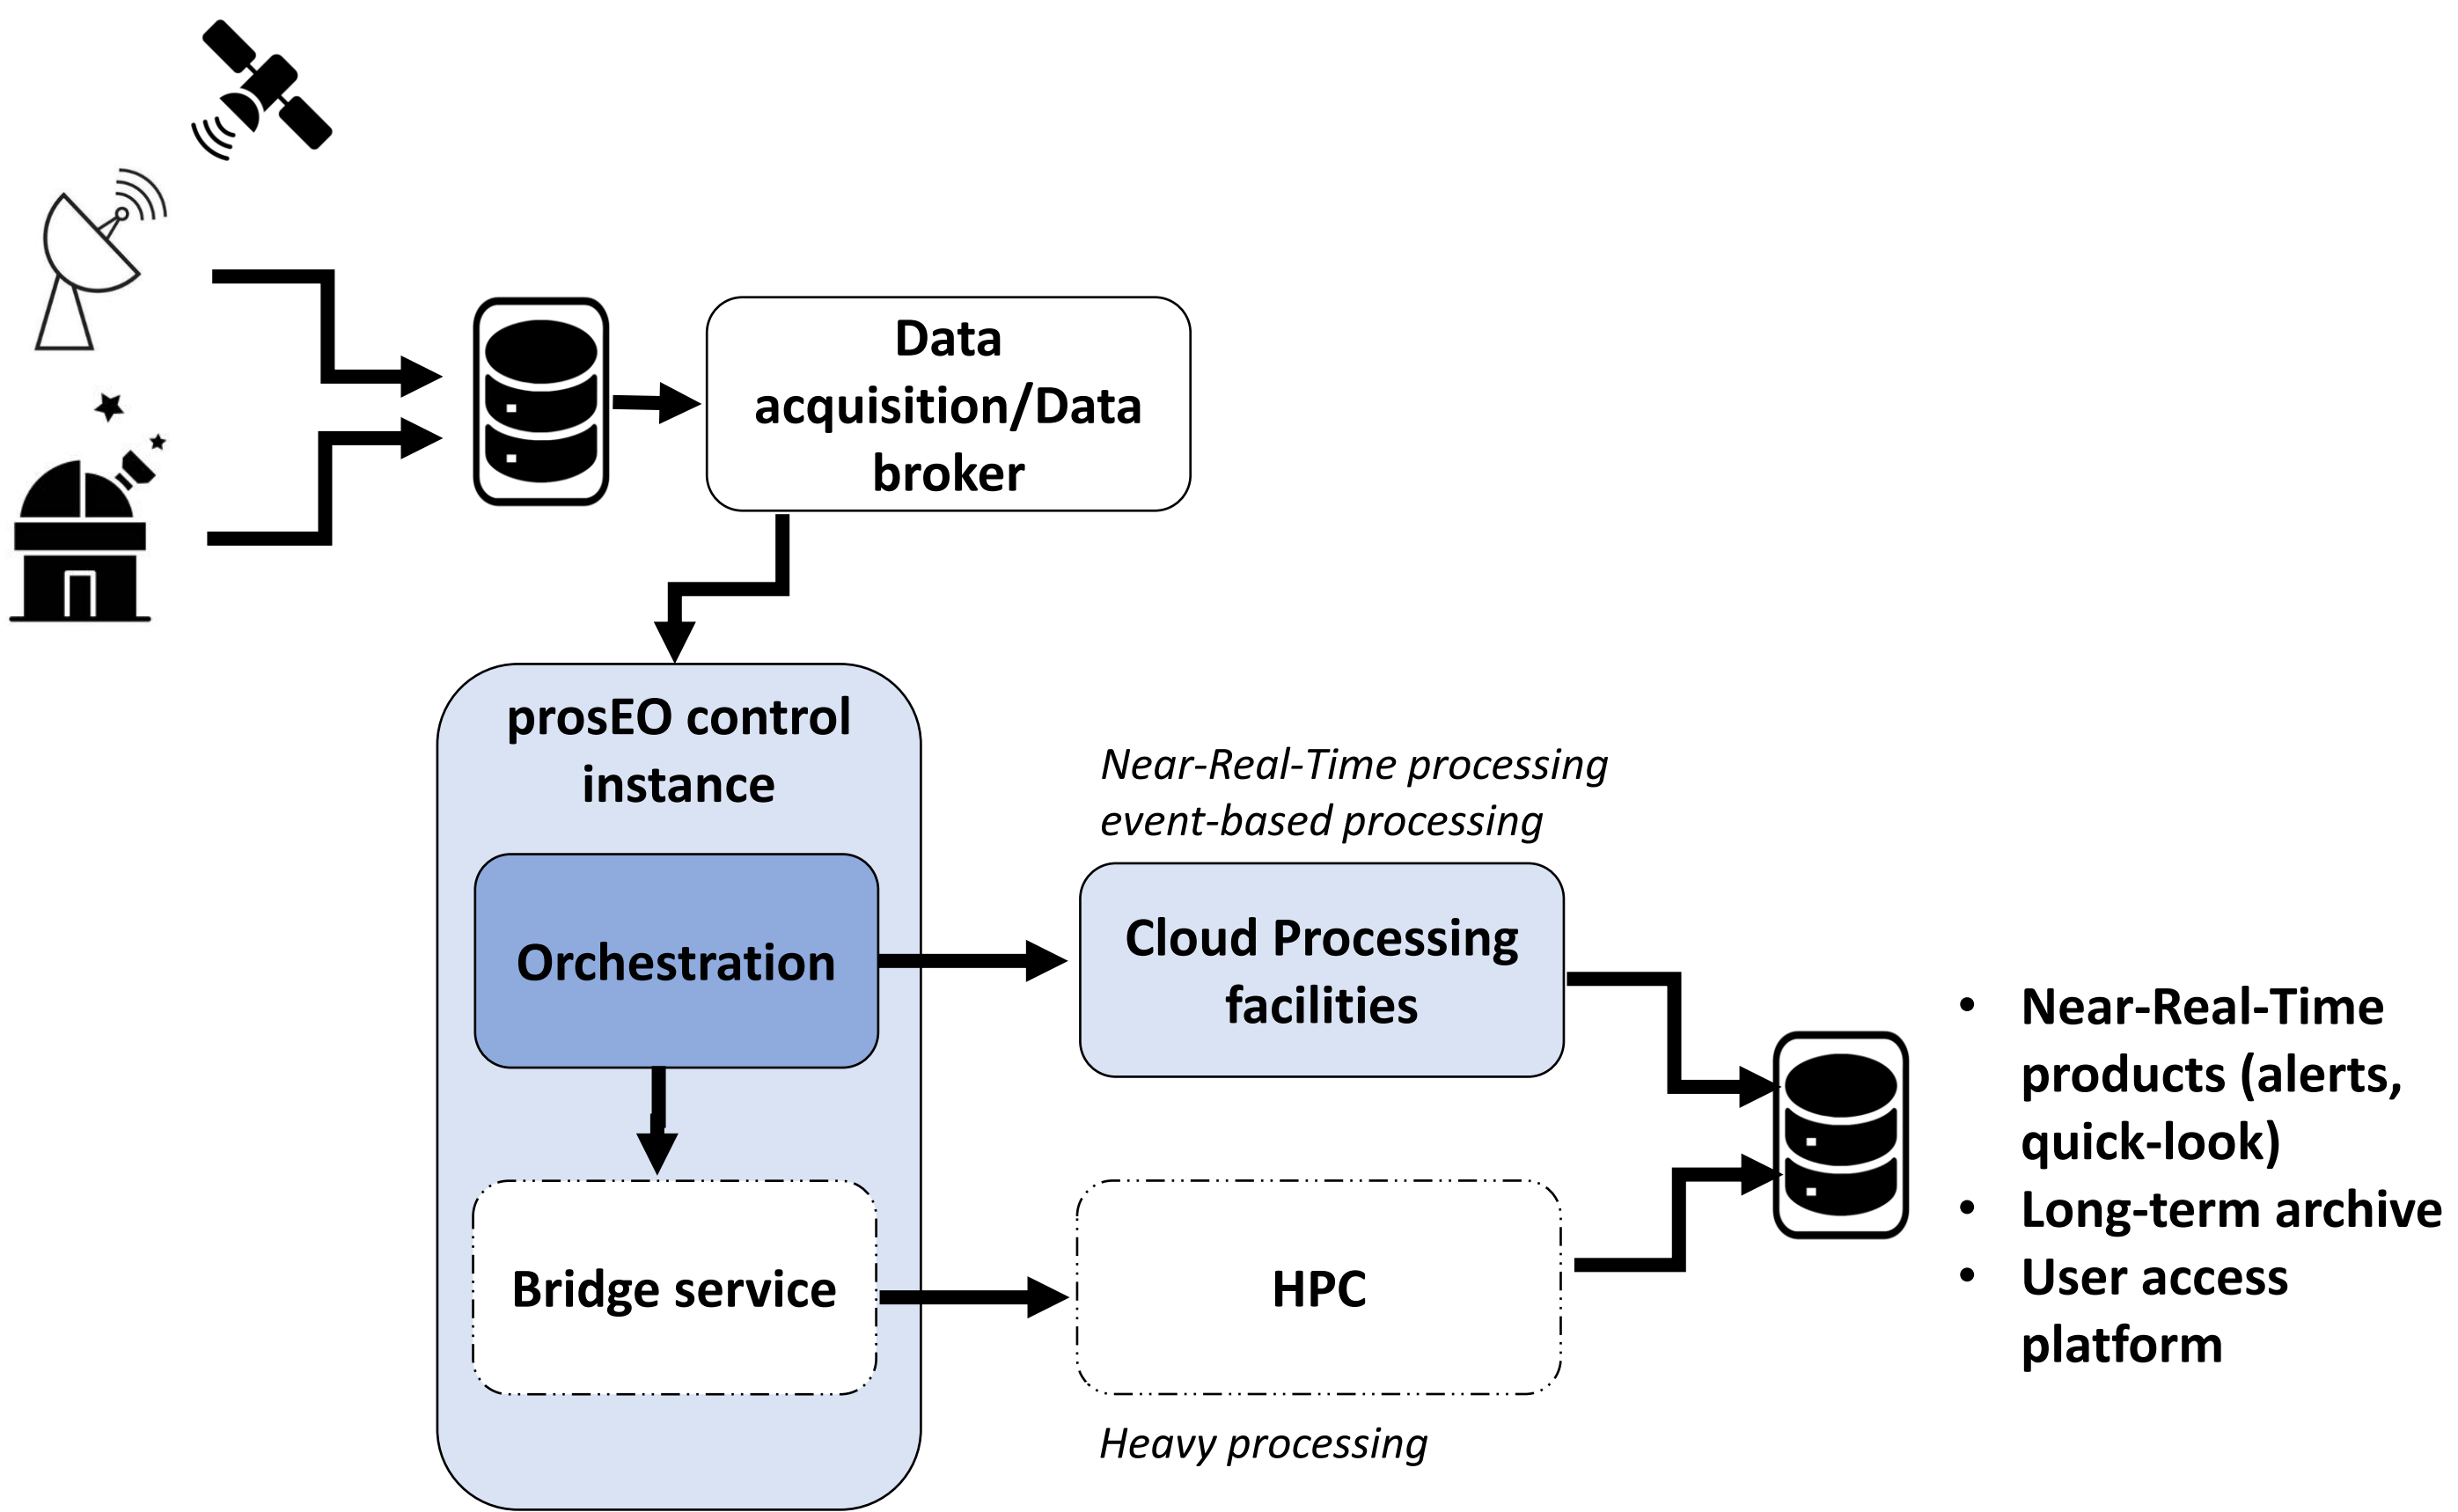 Data
acquisition/Data
broker
prosEO control
instance
Near-Real-Time processing
event-based processing
Orchestration
Cloud Processing
facilities
Bridge service
HPC
Heavy processing
• Near-Real-Time
products (alerts,
quick-look)
• Long-term archive
• User access
platform